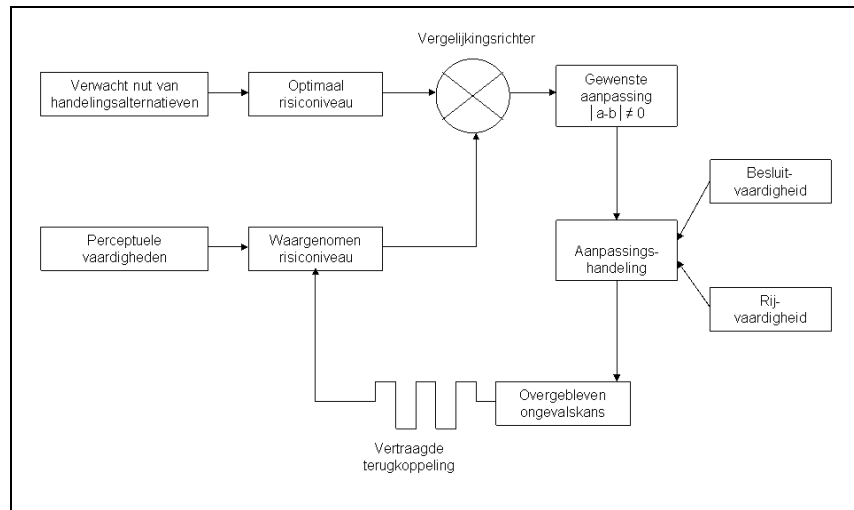 Vergelijkingsrichter
Verwacht nut van
handelingsalternatieven
Optimaal
risiconiveau
Gewenste
aanpassing
|a-b| ≠ 0
Besluit-
vaardigheid
Perceptuele
vaardigheden
Waargenomen
risiconiveau
Aanpassings-
handeling
Rij-
vaardigheid
Overgebleven
ongevalskans
Vertraagde
terugkoppeling